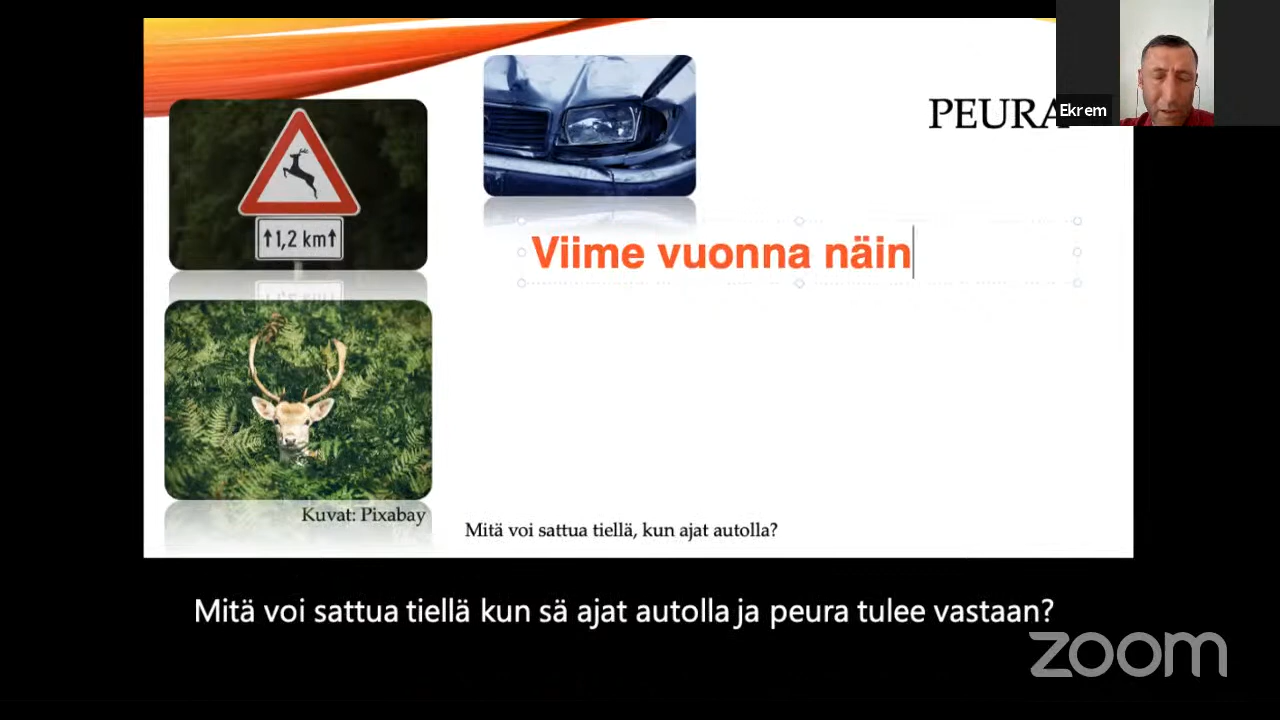 PEURA
Ekrem
↑1,2 km↑
Viime vuonna näin
Kuvat: Pixabay
Mitä voi sattua tiellä, kun ajat autolla?
Mitä voi sattua tiellä kun sä ajat autolla ja peura tulee vastaan?
zoom